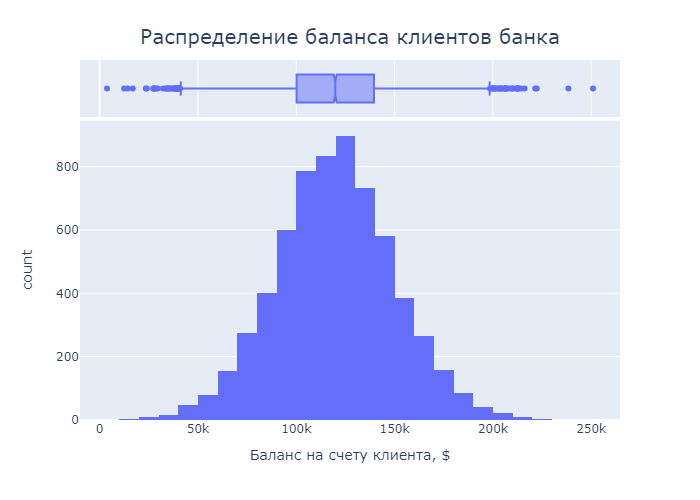 Распределение баланса клиентов банка
800
600
400
200
0
count
0 50k 100k 150k 200k 250k
Баланс на счету клиента, $